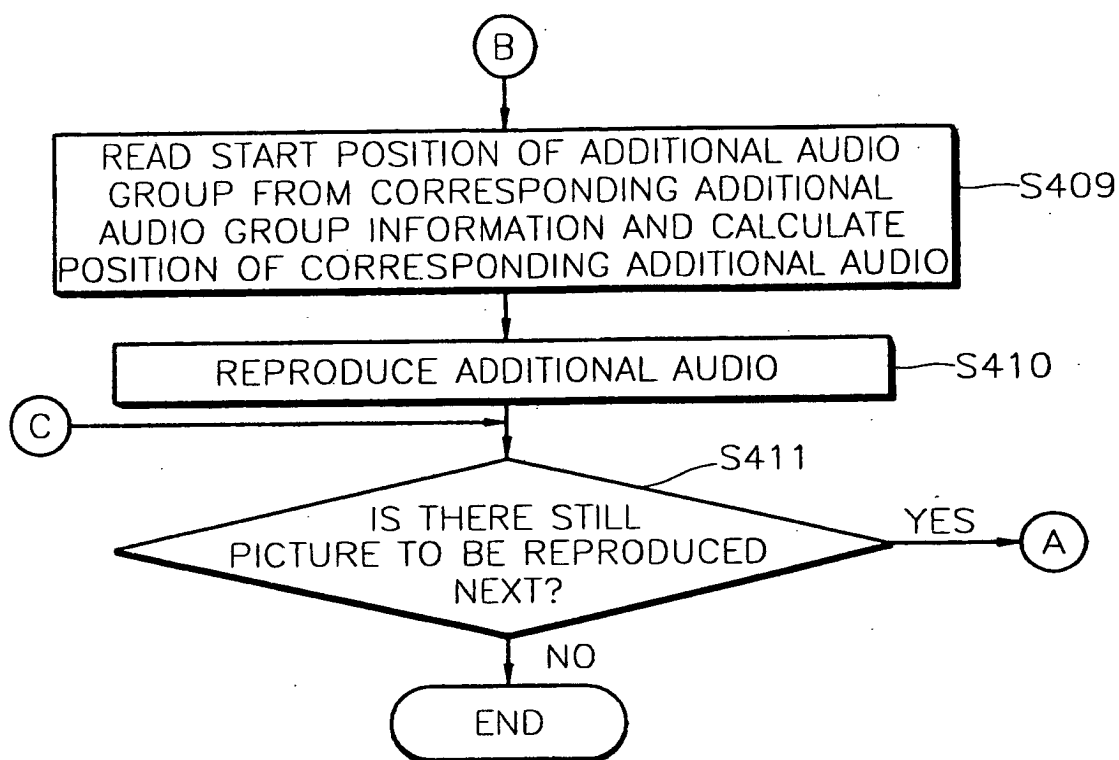 B
READ START POSITION OF ADDITIONAL AUDIO
GROUP FROM CORRESPONDING ADDITIONAL
AUDIO GROUP INFORMATION AND CALCULATE
POSITION OF CORRESPONDING ADDITIONAL AUDIO
S409
REPRODUCE ADDITIONAL AUDIO
S410
C
S411
IS THERE STILL
PICTURE TO BE REPRODUCED
NEXT?
YES
A
NO
END